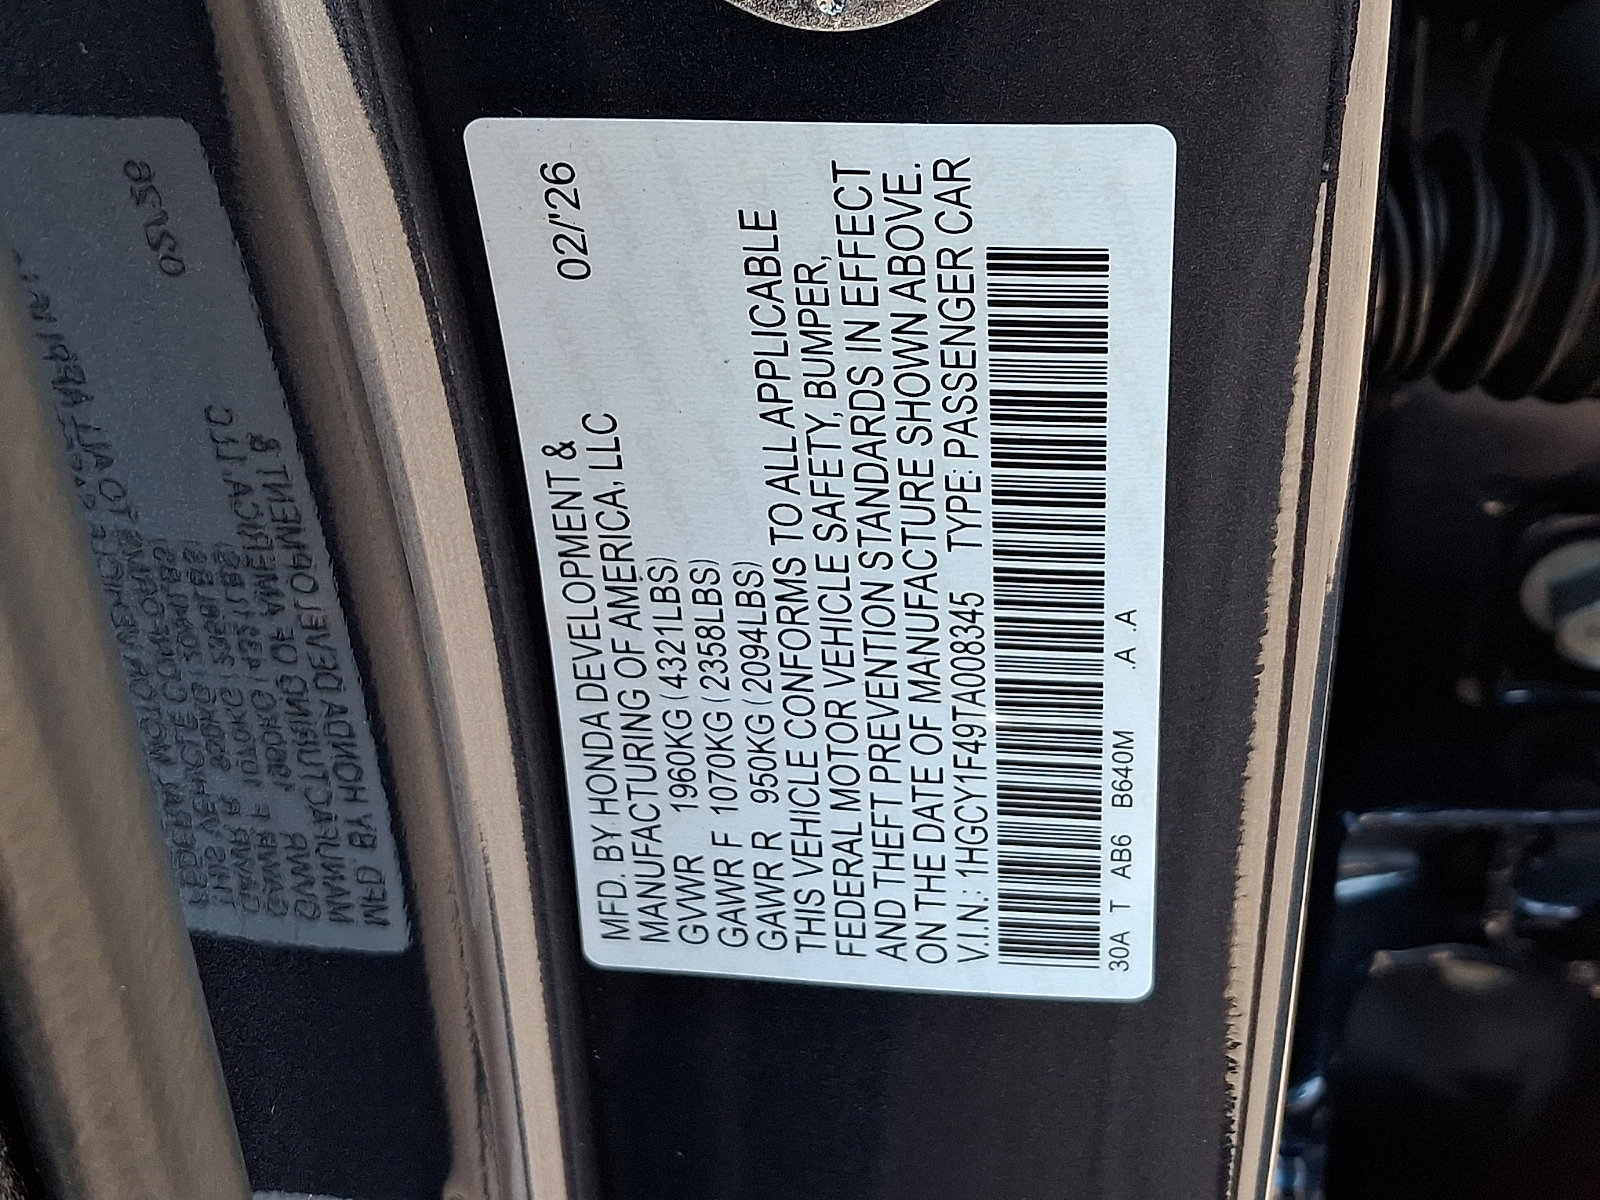 MFD. BY HONDA DEVELOPMENT & 02/'26
MANUFACTURING OF AMERICA, LLC
GVWR 1960KG (4321LBS)
GAWR F 1070KG (2358LBS)
GAWR R 950KG (2094LBS)
THIS VEHICLE CONFORMS TO ALL APPLICABLE
FEDERAL MOTOR VEHICLE SAFETY, BUMPER,
AND THEFT PREVENTION STANDARDS IN EFFECT
ON THE DATE OF MANUFACTURE SHOWN ABOVE.
V.I.N.: 1HGCY1F49TA008345 TYPE: PASSENGER CAR
30A T AB6 B640M .A .A